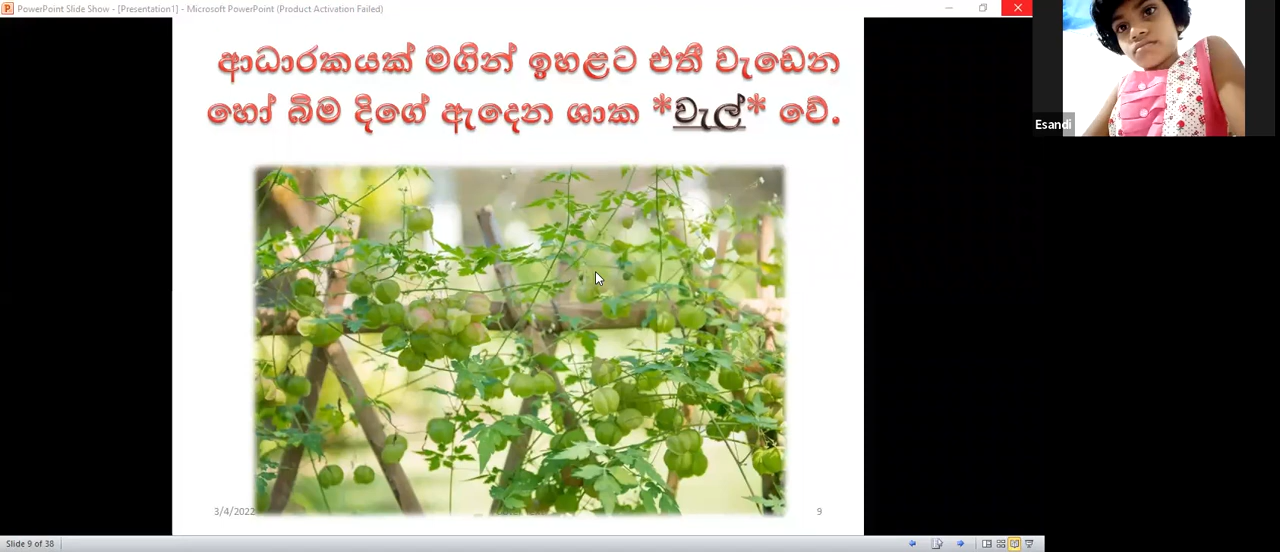 PowerPoint Slide Show - [Presentation1] - Microsoft PowerPoint (Product Activation Failed)
ආධාරකයක් මගින් ඉහළට එතී වැඩෙන
හෝ බිම දිගේ ඇදෙන ශාක *වැල්* වේ.
Esandi
3/4/2022
9
Slide 9 of 38